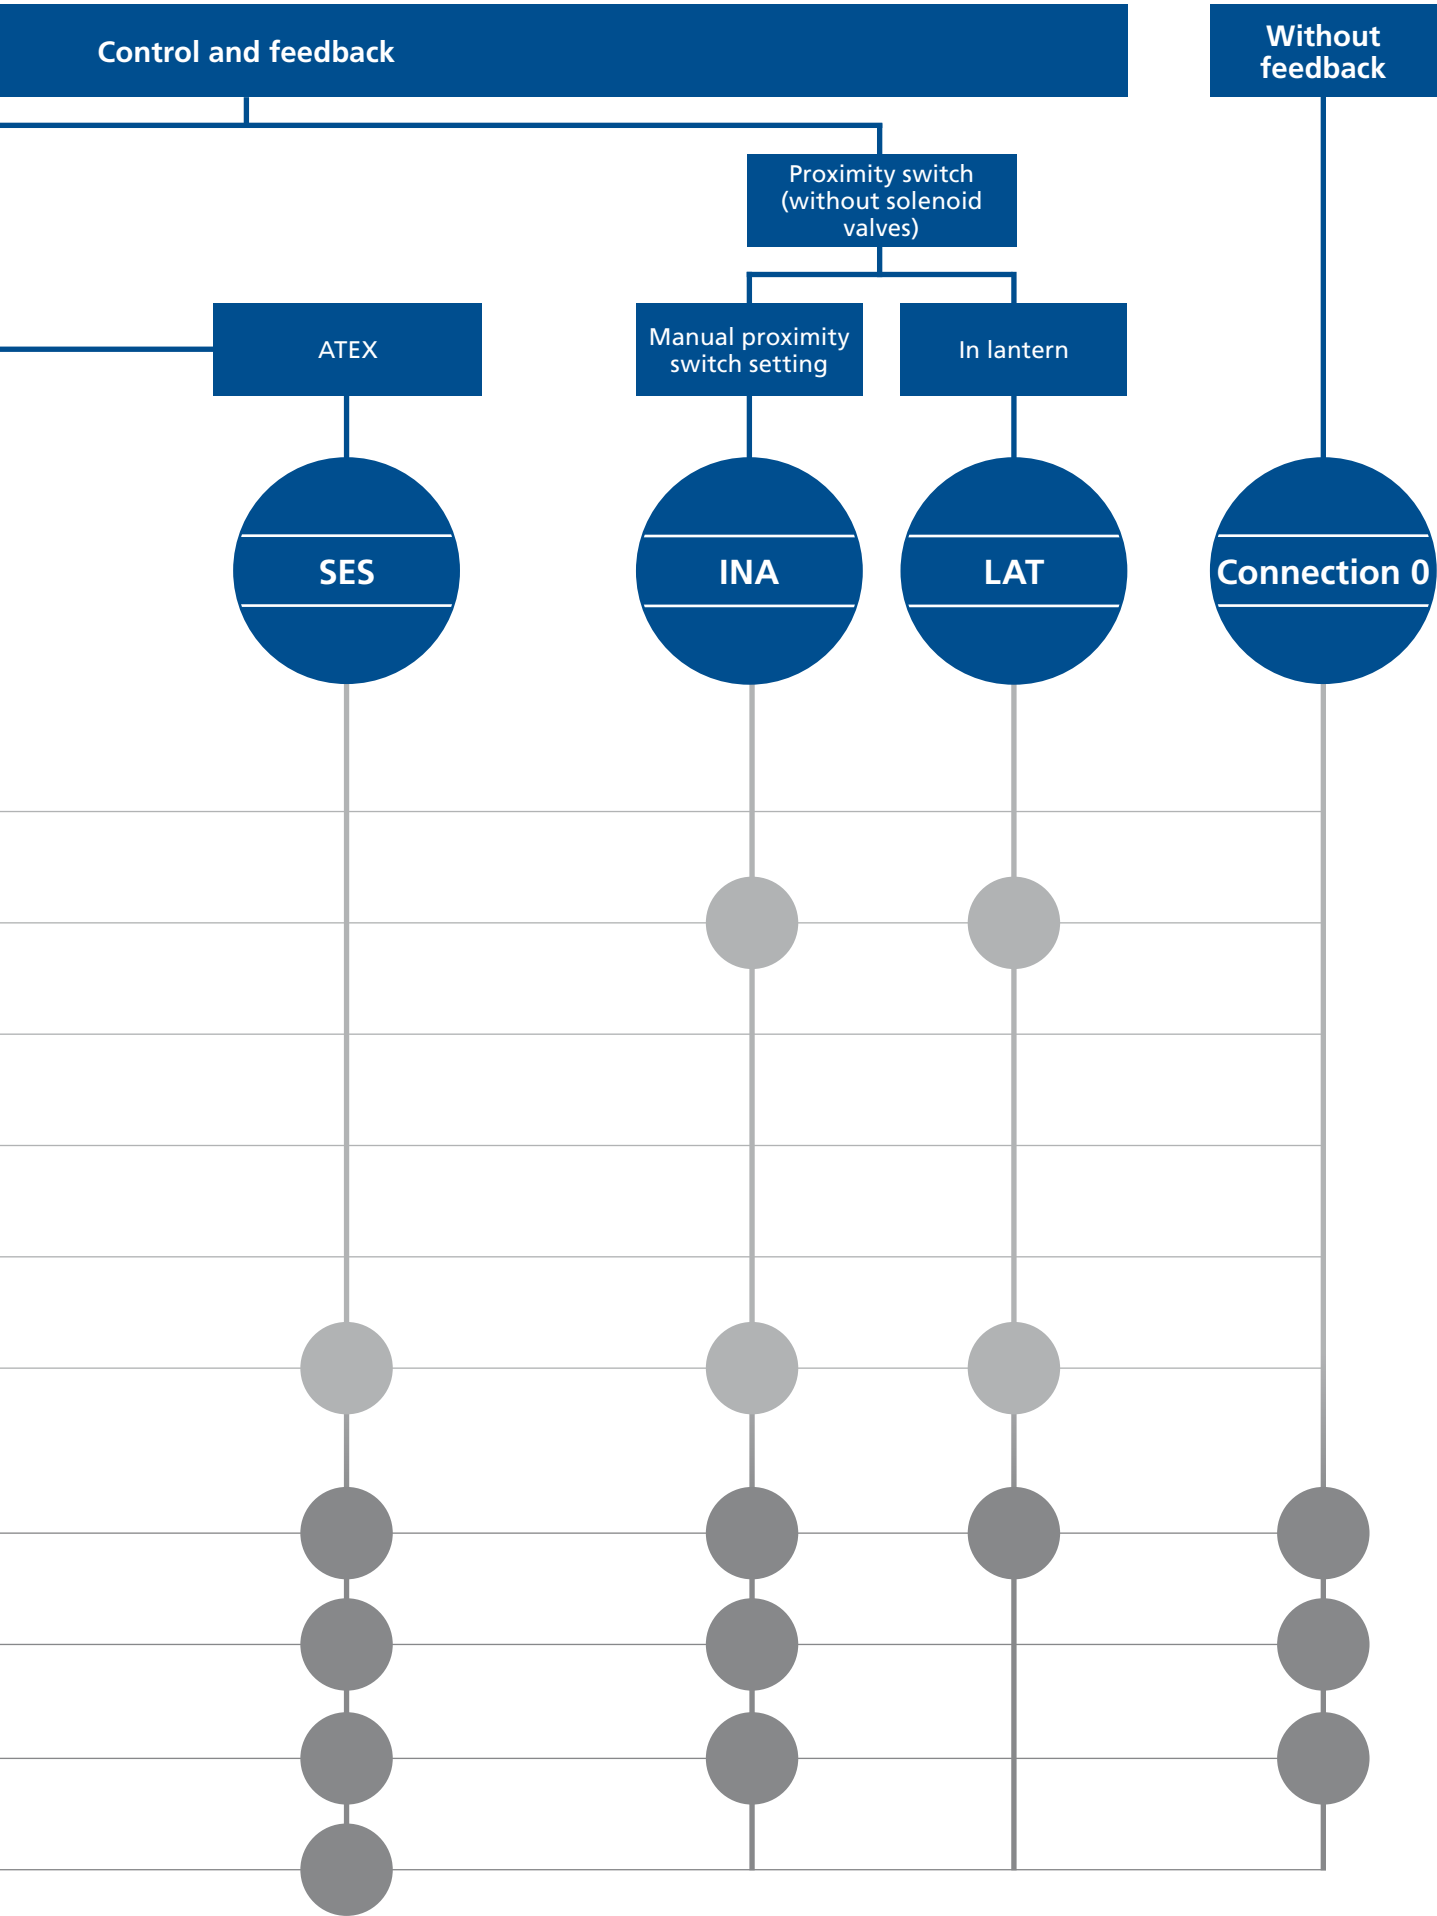 Control and feedback
Without
feedback
Proximity switch
(without solenoid
valves)
ATEX
Manual proximity
switch setting
In lantern
SES
INA
LAT
Connection 0